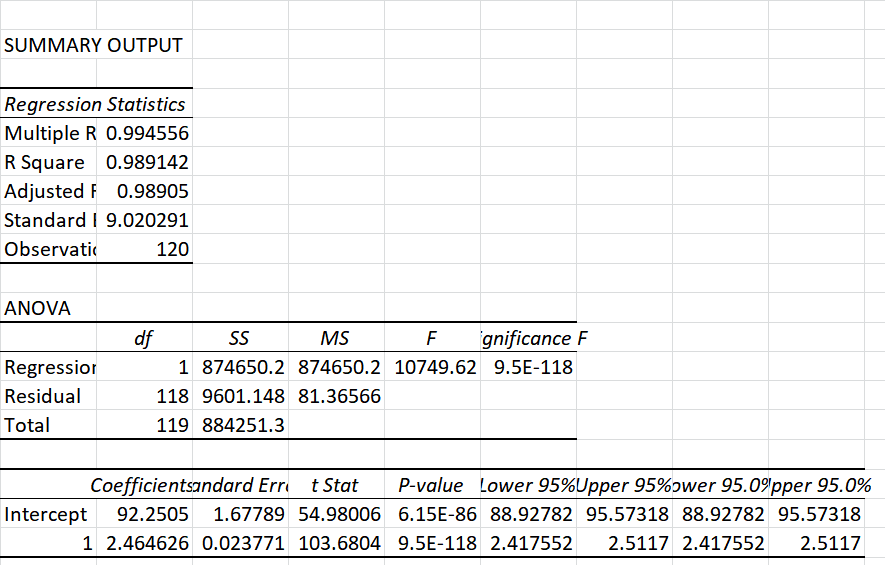 SUMMARY OUTPUT
Regression Statistics
Multiple R 0.994556
R Square 0.989142
Adjusted R 0.98905
Standard E 9.020291
Observatio 120
ANOVA
df SS MS F ignificance F
Regression 1 874650.2 874650.2 10749.62 9.5E-118
Residual 118 9601.148 81.36566
Total 119 884251.3
Coefficients andard Erro t Stat P-value Lower 95% Upper 95% ower 95.0% pper 95.0%
Intercept 92.2505 1.67789 54.98006 6.15E-86 88.92782 95.57318 88.92782 95.57318
1 2.464626 0.023771 103.6804 9.5E-118 2.417552 2.5117 2.417552 2.5117